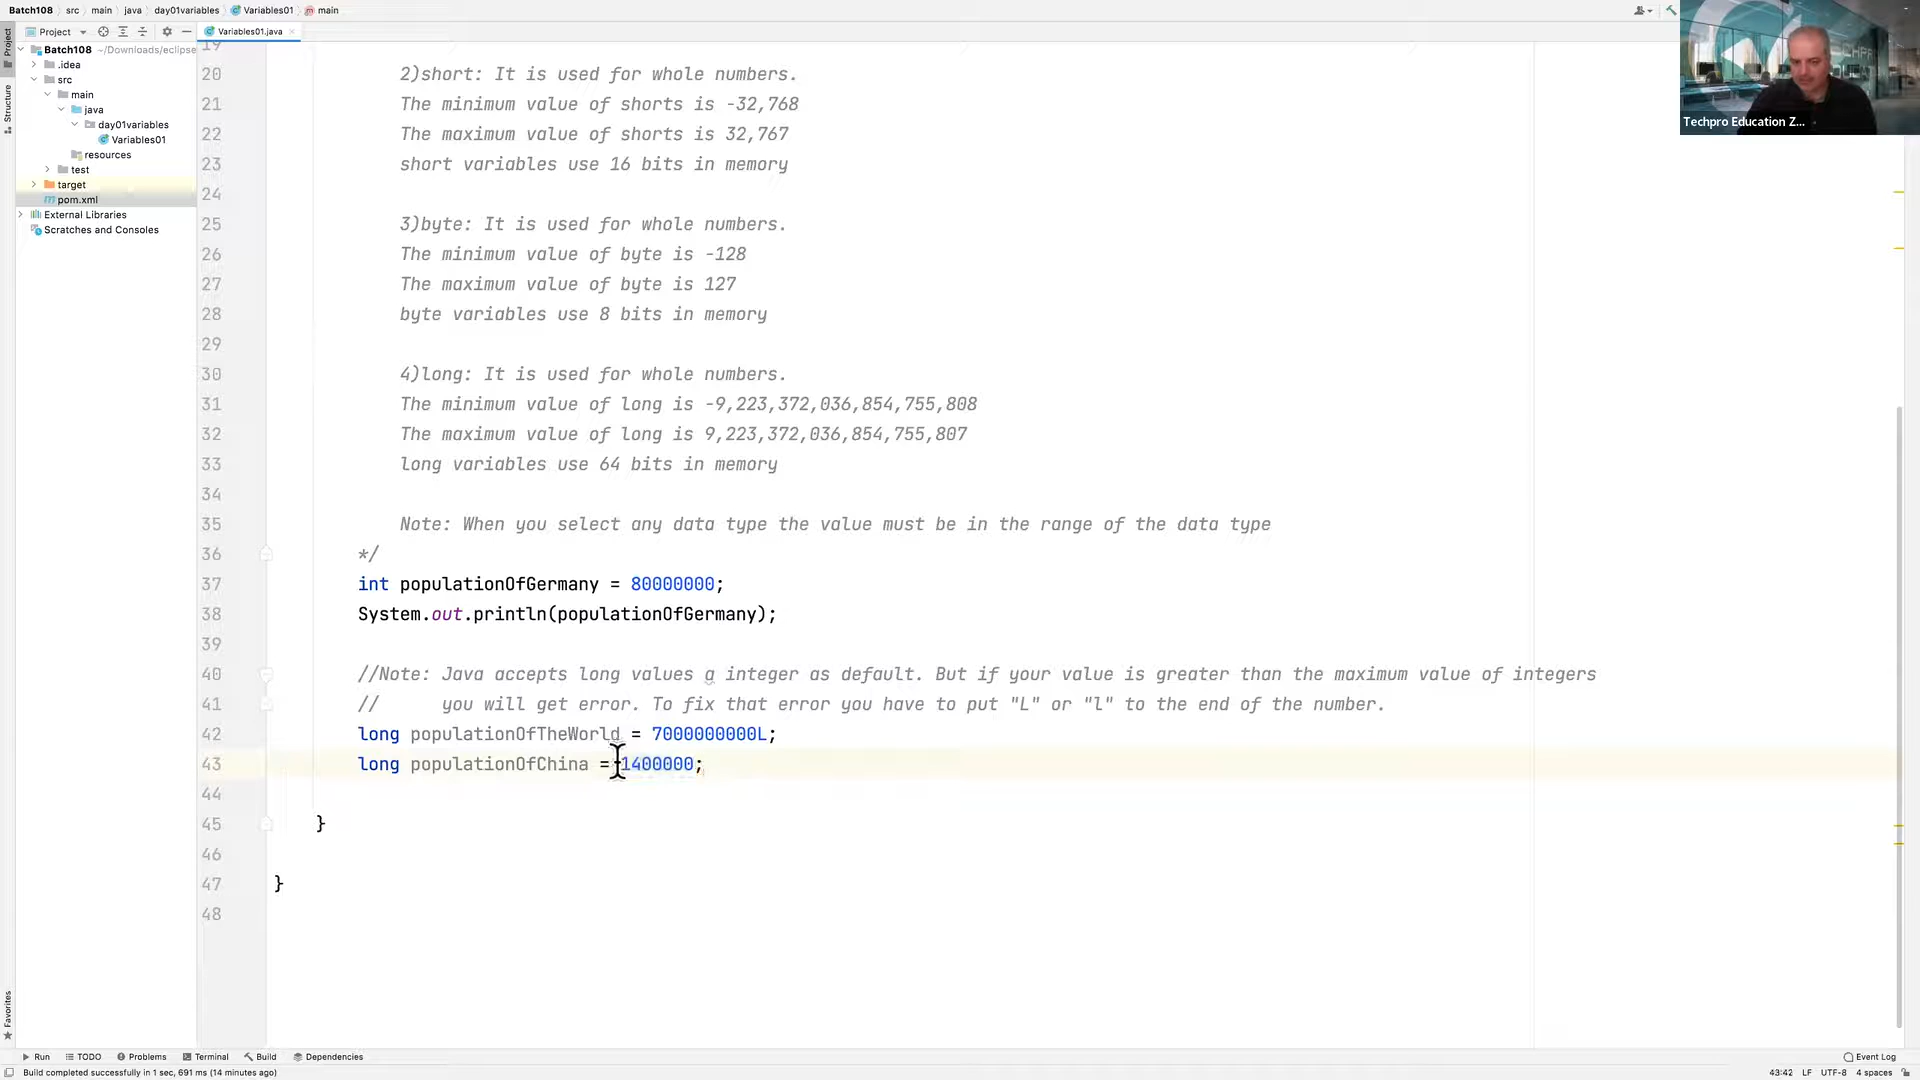 Batch108 src main java day01variables Variables01 main
Project Variables01.java
Batch108 ~/Downloads/eclipse
.idea
src
main
java
day01variables
Variables01
resources
test
target
pom.xml
External Libraries
Scratches and Consoles
Project
Structure
Favorites
19
20 2)short: It is used for whole numbers.
21 The minimum value of shorts is -32,768
22 The maximum value of shorts is 32,767
23 short variables use 16 bits in memory
24
25 3)byte: It is used for whole numbers.
26 The minimum value of byte is -128
27 The maximum value of byte is 127
28 byte variables use 8 bits in memory
29
30 4)long: It is used for whole numbers.
31 The minimum value of long is -9,223,372,036,854,755,808
32 The maximum value of long is 9,223,372,036,854,755,807
33 long variables use 64 bits in memory
34
35 Note: When you select any data type the value must be in the range of the data type
36 */
37 int populationOfGermany = 80000000;
38 System.out.println(populationOfGermany);
39
40 //Note: Java accepts long values a integer as default. But if your value is greater than the maximum value of integers
41 // you will get error. To fix that error you have to put "L" or "l" to the end of the number.
42 long populationOfTheWorld = 7000000000L;
43 long populationOfChina = 1400000;
44
45 }
46
47 }
48
Techpro Education Z...
Run TODO Problems Terminal Build Dependencies Event Log
Build completed successfully in 1 sec, 691 ms (14 minutes ago) 43:42 LF UTF-8 4 spaces